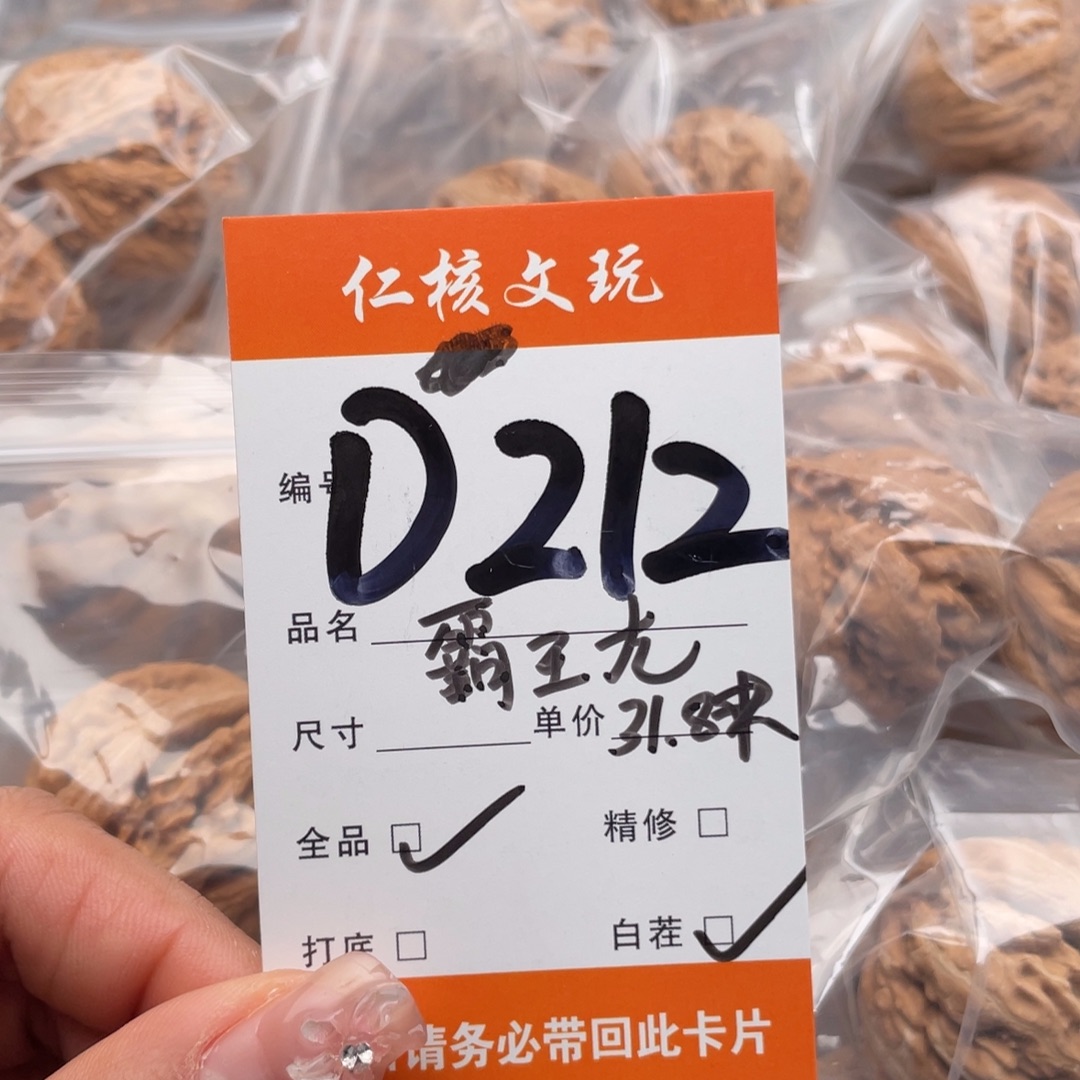 仁核文玩
编号 D212
品名 霸王龙
尺寸 单价 31.8
全品 精修
打底 白茬
请务必带回此卡片